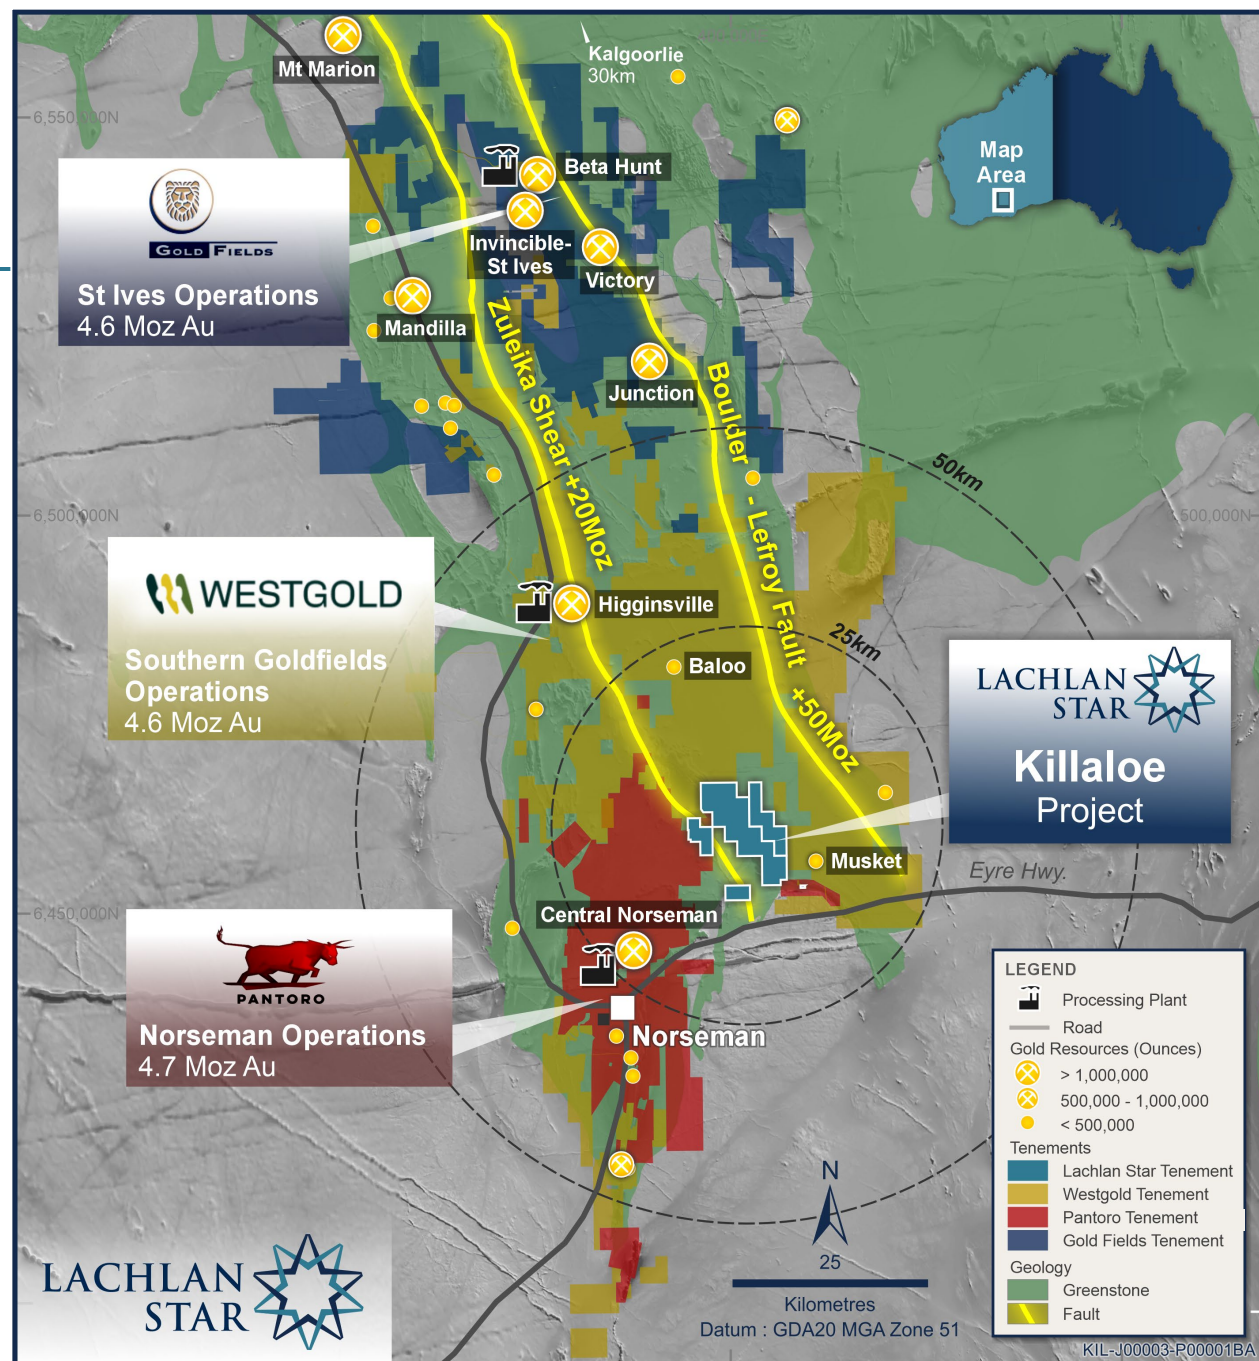 Kalgoorlie
30km
Mt Marion
6,550,000N
Map
Area
Beta Hunt
GOLD FIELDS
St Ives Operations
4.6 Moz Au
Invincible-
St Ives
Victory
Mandilla
Junction
Zuleika Shear +20Moz
Boulder - Lefroy Fault +50Moz
50km
6,500,000N
500,000N
WESTGOLD
Southern Goldfields
Operations
4.6 Moz Au
Higginsville
25km
Baloo
LACHLAN
STAR
Killaloe
Project
Musket
Eyre Hwy.
6,450,000N
Central Norseman
PANTORO
Norseman Operations
4.7 Moz Au
Norseman
LEGEND
Processing Plant
Road
Gold Resources (Ounces)
> 1,000,000
500,000 - 1,000,000
< 500,000
Tenements
Lachlan Star Tenement
Westgold Tenement
Pantoro Tenement
Gold Fields Tenement
Geology
Greenstone
Fault
N
25
Kilometres
Datum : GDA20 MGA Zone 51
LACHLAN
STAR
KIL-J00003-P00001BA